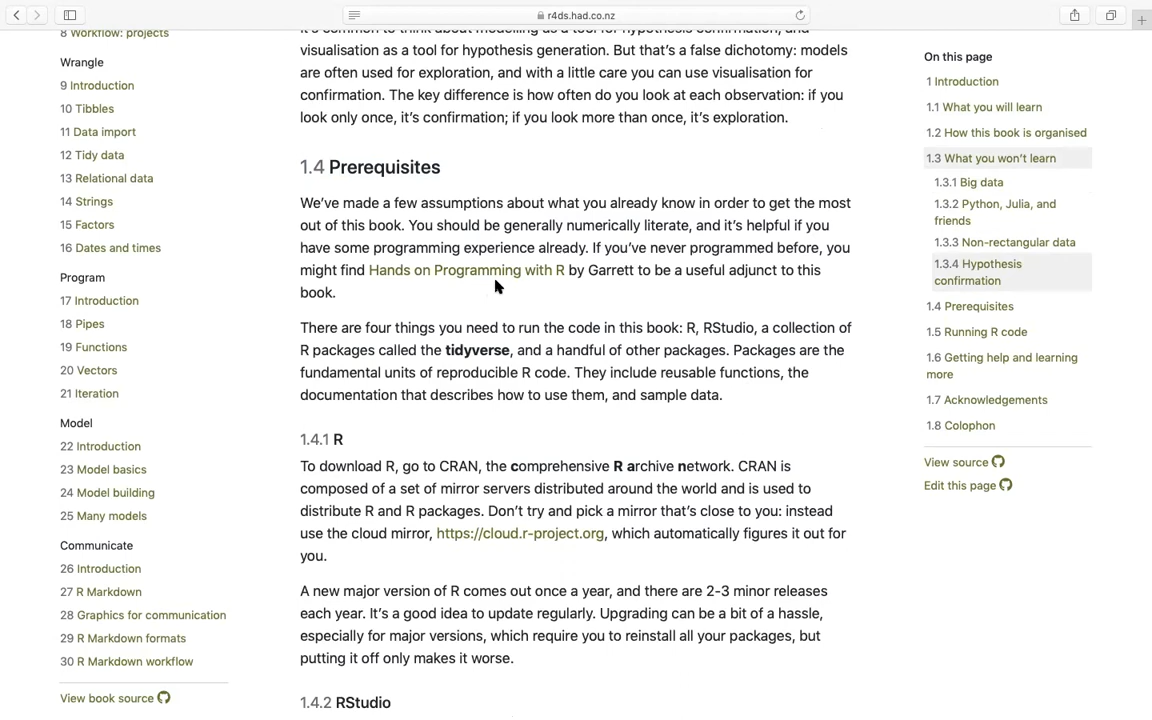 r4ds.had.co.nz
8 Workflow: projects
Wrangle
9 Introduction
10 Tibbles
11 Data import
12 Tidy data
13 Relational data
14 Strings
15 Factors
16 Dates and times
Program
17 Introduction
18 Pipes
19 Functions
20 Vectors
21 Iteration
Model
22 Introduction
23 Model basics
24 Model building
25 Many models
Communicate
26 Introduction
27 R Markdown
28 Graphics for communication
29 R Markdown formats
30 R Markdown workflow
View book source
visualisation as a tool for hypothesis generation. But that's a false dichotomy: models
are often used for exploration, and with a little care you can use visualisation for
confirmation. The key difference is how often do you look at each observation: if you
look only once, it's confirmation; if you look more than once, it's exploration.
1.4 Prerequisites
We've made a few assumptions about what you already know in order to get the most
out of this book. You should be generally numerically literate, and it's helpful if you
have some programming experience already. If you've never programmed before, you
might find Hands on Programming with R by Garrett to be a useful adjunct to this
book.
There are four things you need to run the code in this book: R, RStudio, a collection of
R packages called the tidyverse, and a handful of other packages. Packages are the
fundamental units of reproducible R code. They include reusable functions, the
documentation that describes how to use them, and sample data.
1.4.1 R
To download R, go to CRAN, the comprehensive R archive network. CRAN is
composed of a set of mirror servers distributed around the world and is used to
distribute R and R packages. Don't try and pick a mirror that's close to you: instead
use the cloud mirror, https://cloud.r-project.org, which automatically figures it out for
you.
A new major version of R comes out once a year, and there are 2-3 minor releases
each year. It's a good idea to update regularly. Upgrading can be a bit of a hassle,
especially for major versions, which require you to reinstall all your packages, but
putting it off only makes it worse.
1.4.2 RStudio
On this page
1 Introduction
1.1 What you will learn
1.2 How this book is organised
1.3 What you won't learn
1.3.1 Big data
1.3.2 Python, Julia, and
friends
1.3.3 Non-rectangular data
1.3.4 Hypothesis
confirmation
1.4 Prerequisites
1.5 Running R code
1.6 Getting help and learning
more
1.7 Acknowledgements
1.8 Colophon
View source
Edit this page